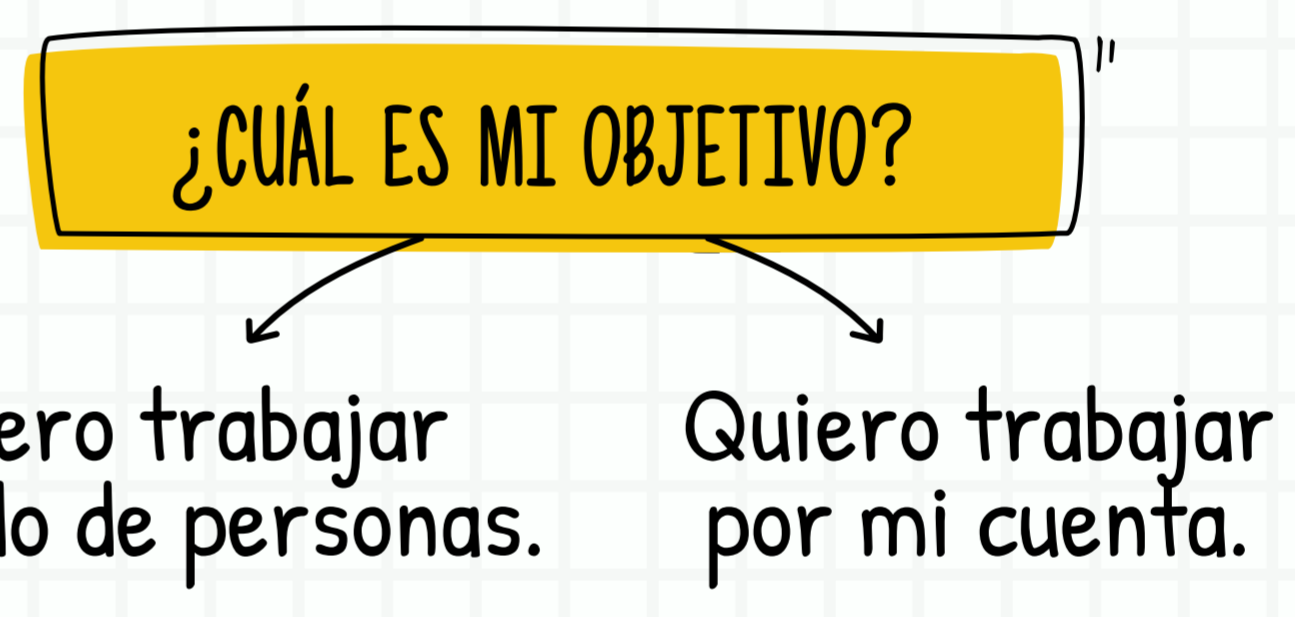 ¿CUÁL ES MI OBJETIVO?
ero trabajar
lo de personas.
Quiero trabajar
por mi cuenta.